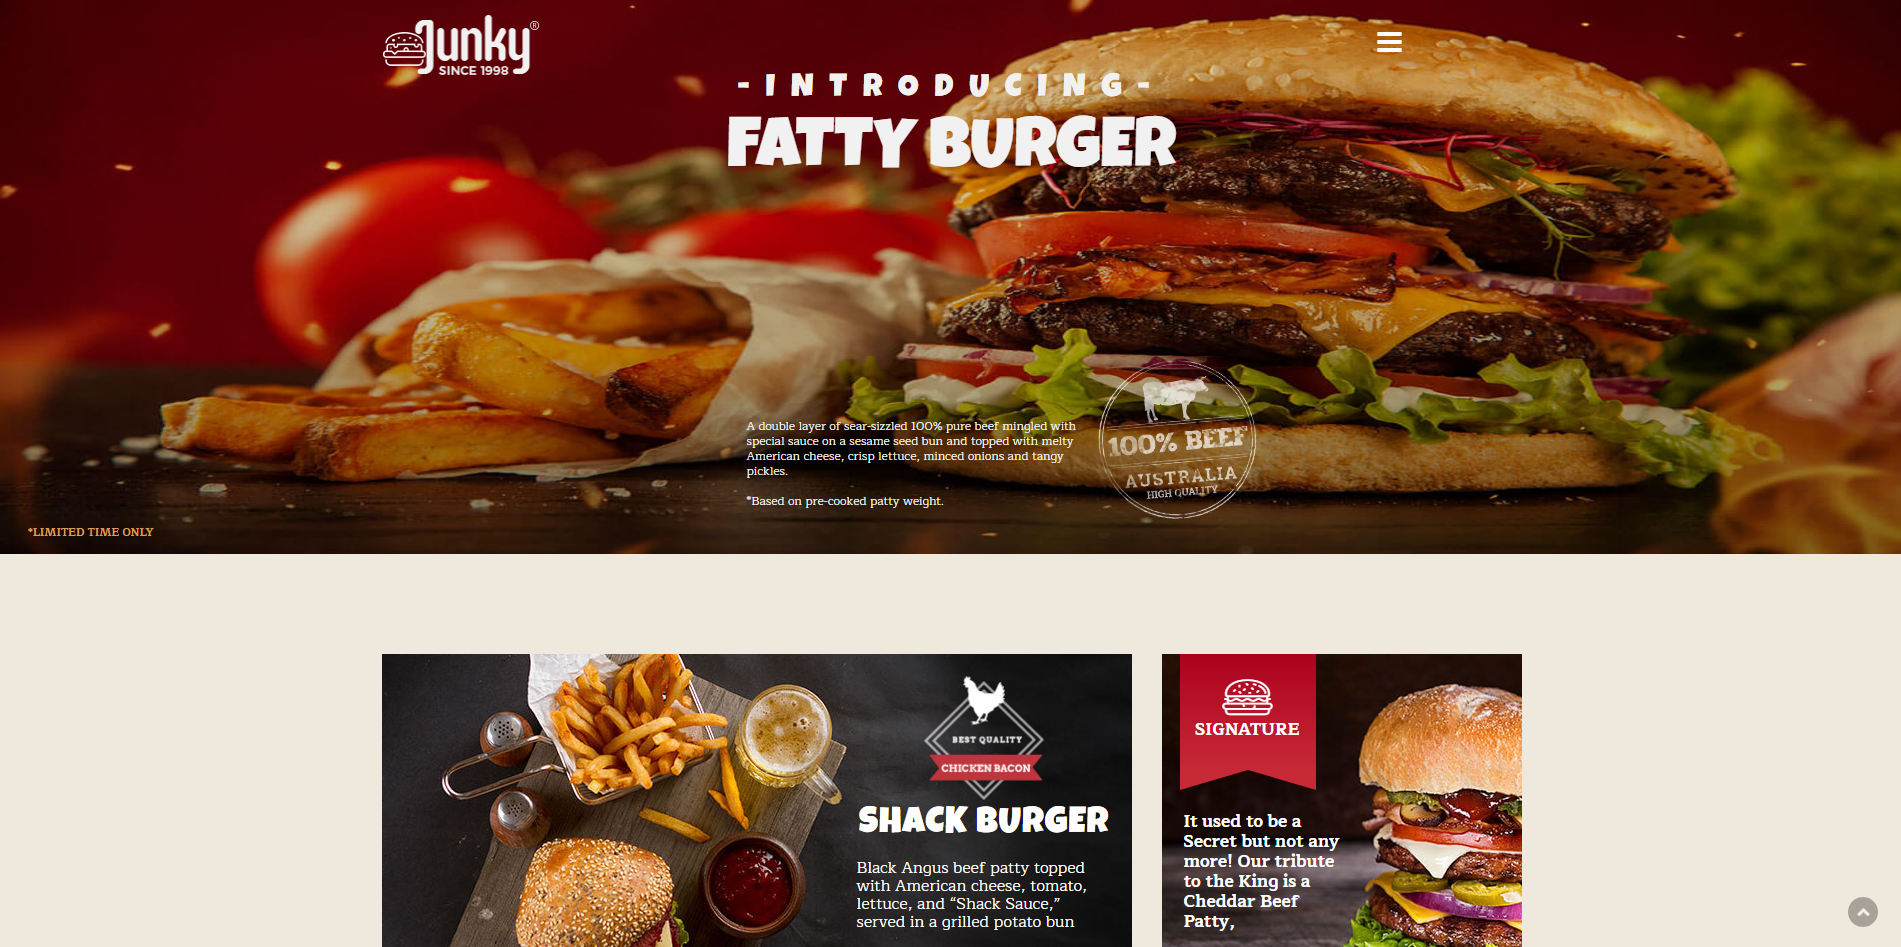 Junky®
SINCE 1998
-INTRODUCING-
FATTY BURGER
A double layer of sear-sizzled 100% pure beef mingled with
special sauce on a sesame seed bun and topped with melty
American cheese, crisp lettuce, minced onions and tangy
pickles.
*Based on pre-cooked patty weight.
100% BEEF
AUSTRALIA
HIGH QUALITY
*LIMITED TIME ONLY
BEST QUALITY
CHICKEN BACON
SHACK BURGER
Black Angus beef patty topped
with American cheese, tomato,
lettuce, and “Shack Sauce,”
served in a grilled potato bun
SIGNATURE
It used to be a
Secret but not any
more! Our tribute
to the King is a
Cheddar Beef
Patty,